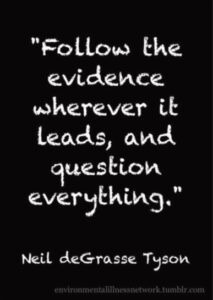 "Follow the
evidence
wherever it
leads, and
question
everything."
Neil deGrasse Tyson
environmentalillnessnetwork.tumblr.com